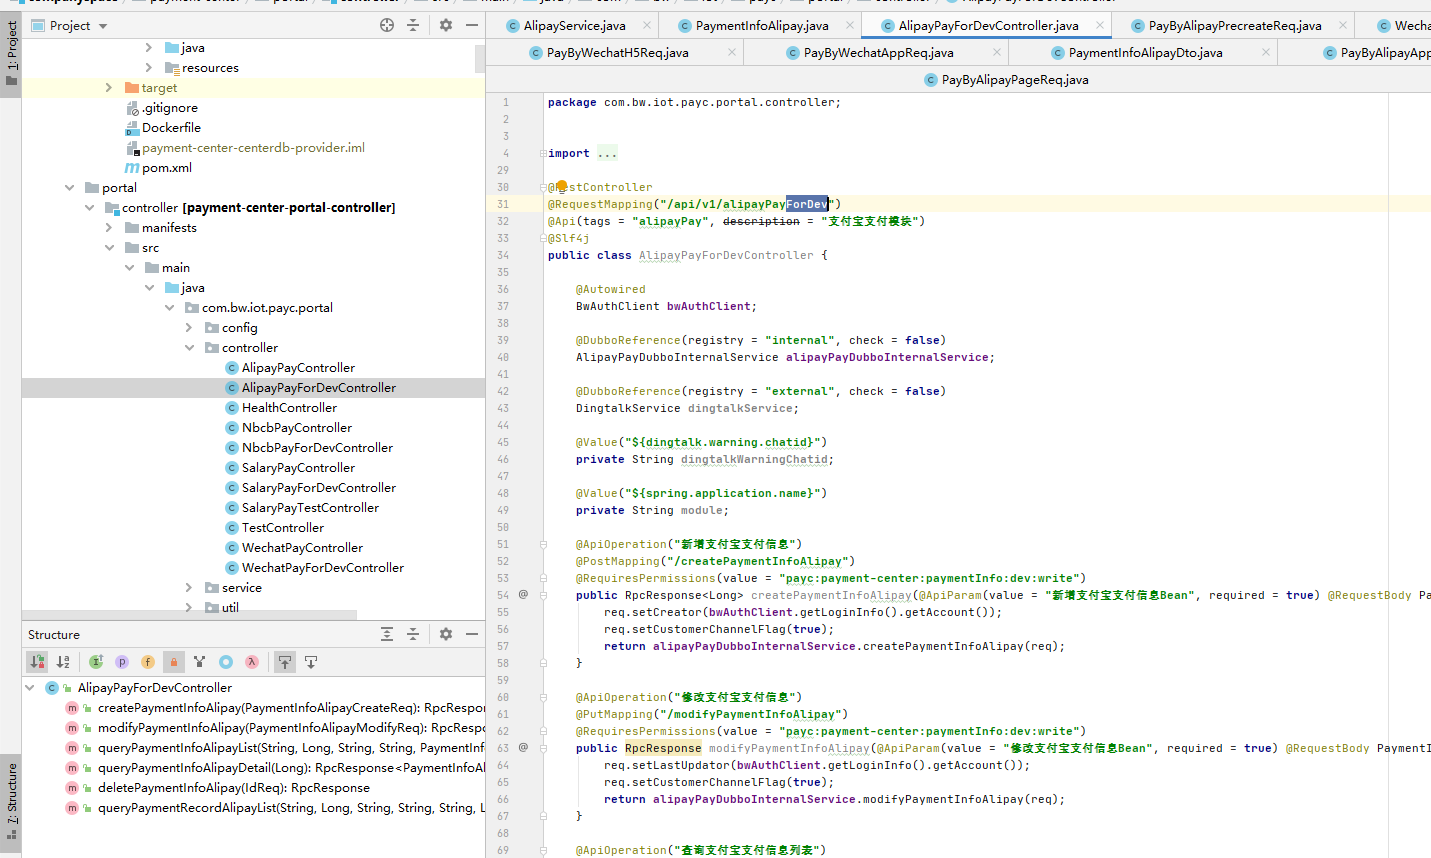 Project
AlipayService.java
PaymentInfoAlipay.java
AlipayPayForDevController.java
PayByAlipayPrecreateReq.java
Wecha
PayByWechatH5Req.java
PayByWechatAppReq.java
PaymentInfoAlipayDto.java
PayByAlipayApp
PayByAlipayPageReq.java
1: Project
java
resources
target
.gitignore
Dockerfile
payment-center-centerdb-provider.iml
pom.xml
portal
controller [payment-center-portal-controller]
manifests
src
main
java
com.bw.iot.payc.portal
config
controller
AlipayPayController
AlipayPayForDevController
HealthController
NbcbPayController
NbcbPayForDevController
SalaryPayController
SalaryPayForDevController
SalaryPayTestController
TestController
WechatPayController
WechatPayForDevController
service
util
Structure
AlipayPayForDevController
createPaymentInfoAlipay(PaymentInfoAlipayCreateReq): RpcRespon
modifyPaymentInfoAlipay(PaymentInfoAlipayModifyReq): RpcRespo
queryPaymentInfoAlipayList(String, Long, String, String, PaymentInf
queryPaymentInfoAlipayDetail(Long): RpcResponse<PaymentInfoAl
deletePaymentInfoAlipay(IdReq): RpcResponse
queryPaymentRecordAlipayList(String, Long, String, String, String, L
7: Structure
1 package com.bw.iot.payc.portal.controller;
2
3
4 import ...
29
30 @RestController
31 @RequestMapping("/api/v1/alipayPayForDev")
32 @Api(tags = "alipayPay", description = "支付宝支付模块")
33 @Slf4j
34 public class AlipayPayForDevController {
35
36 @Autowired
37 BwAuthClient bwAuthClient;
38
39 @DubboReference(registry = "internal", check = false)
40 AlipayPayDubboInternalService alipayPayDubboInternalService;
41
42 @DubboReference(registry = "external", check = false)
43 DingtalkService dingtalkService;
44
45 @Value("${dingtalk.warning.chatid}")
46 private String dingtalkWarningChatid;
47
48 @Value("${spring.application.name}")
49 private String module;
50
51 @ApiOperation("新增支付宝支付信息")
52 @PostMapping("/createPaymentInfoAlipay")
53 @RequiresPermissions(value = "payc:payment-center:paymentInfo:dev:write")
54 public RpcResponse<Long> createPaymentInfoAlipay(@ApiParam(value = "新增支付宝支付信息Bean", required = true) @RequestBody Pa
55 req.setCreator(bwAuthClient.getLoginInfo().getAccount());
56 req.setCustomerChannelFlag(true);
57 return alipayPayDubboInternalService.createPaymentInfoAlipay(req);
58 }
59
60 @ApiOperation("修改支付宝支付信息")
61 @PutMapping("/modifyPaymentInfoAlipay")
62 @RequiresPermissions(value = "payc:payment-center:paymentInfo:dev:write")
63 public RpcResponse modifyPaymentInfoAlipay(@ApiParam(value = "修改支付宝支付信息Bean", required = true) @RequestBody PaymentI
64 req.setLastUpdator(bwAuthClient.getLoginInfo().getAccount());
65 req.setCustomerChannelFlag(true);
66 return alipayPayDubboInternalService.modifyPaymentInfoAlipay(req);
67 }
68
69 @ApiOperation("查询支付宝支付信息列表")